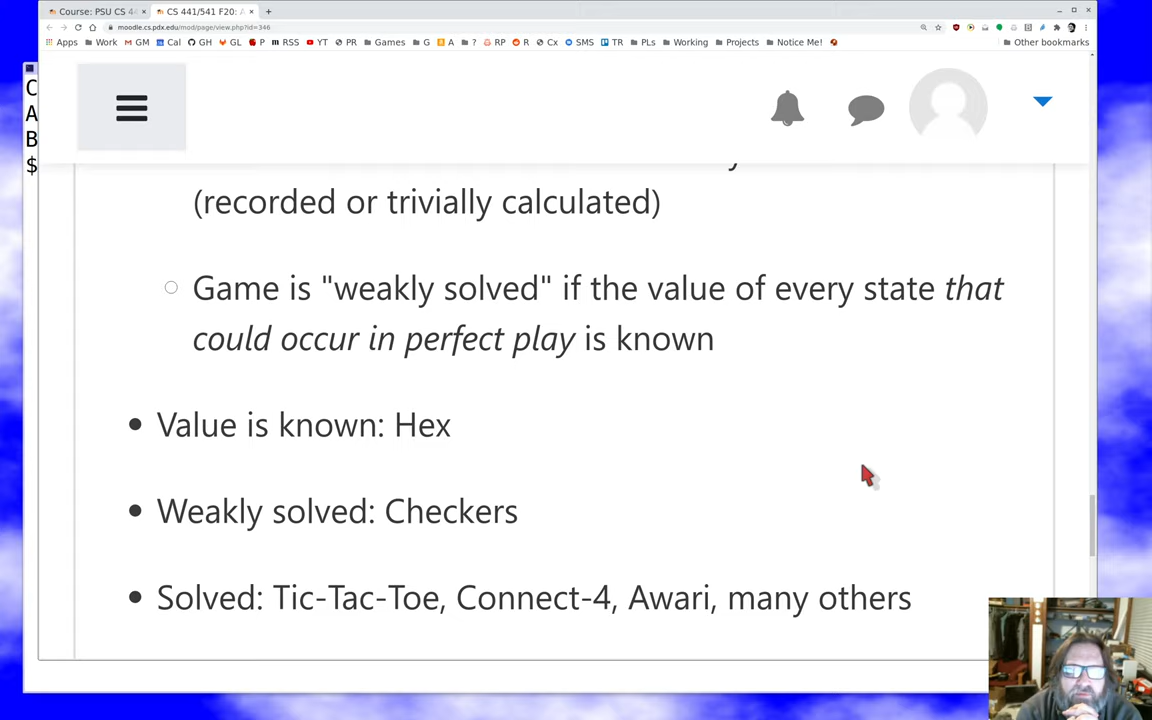 Course: PSU CS 4
CS 441/541 F20:
moodle.cs.pdx.edu/mod/page/view.php?id=346
Apps Work GM Cal GH GL P RSS YT PR Games G A ? RP R Cx SMS TR PLs Working Projects Notice Me! Other bookmarks
C
A
B
$
(recorded or trivially calculated)
Game is "weakly solved" if the value of every state that
could occur in perfect play is known
Value is known: Hex
Weakly solved: Checkers
Solved: Tic-Tac-Toe, Connect-4, Awari, many others